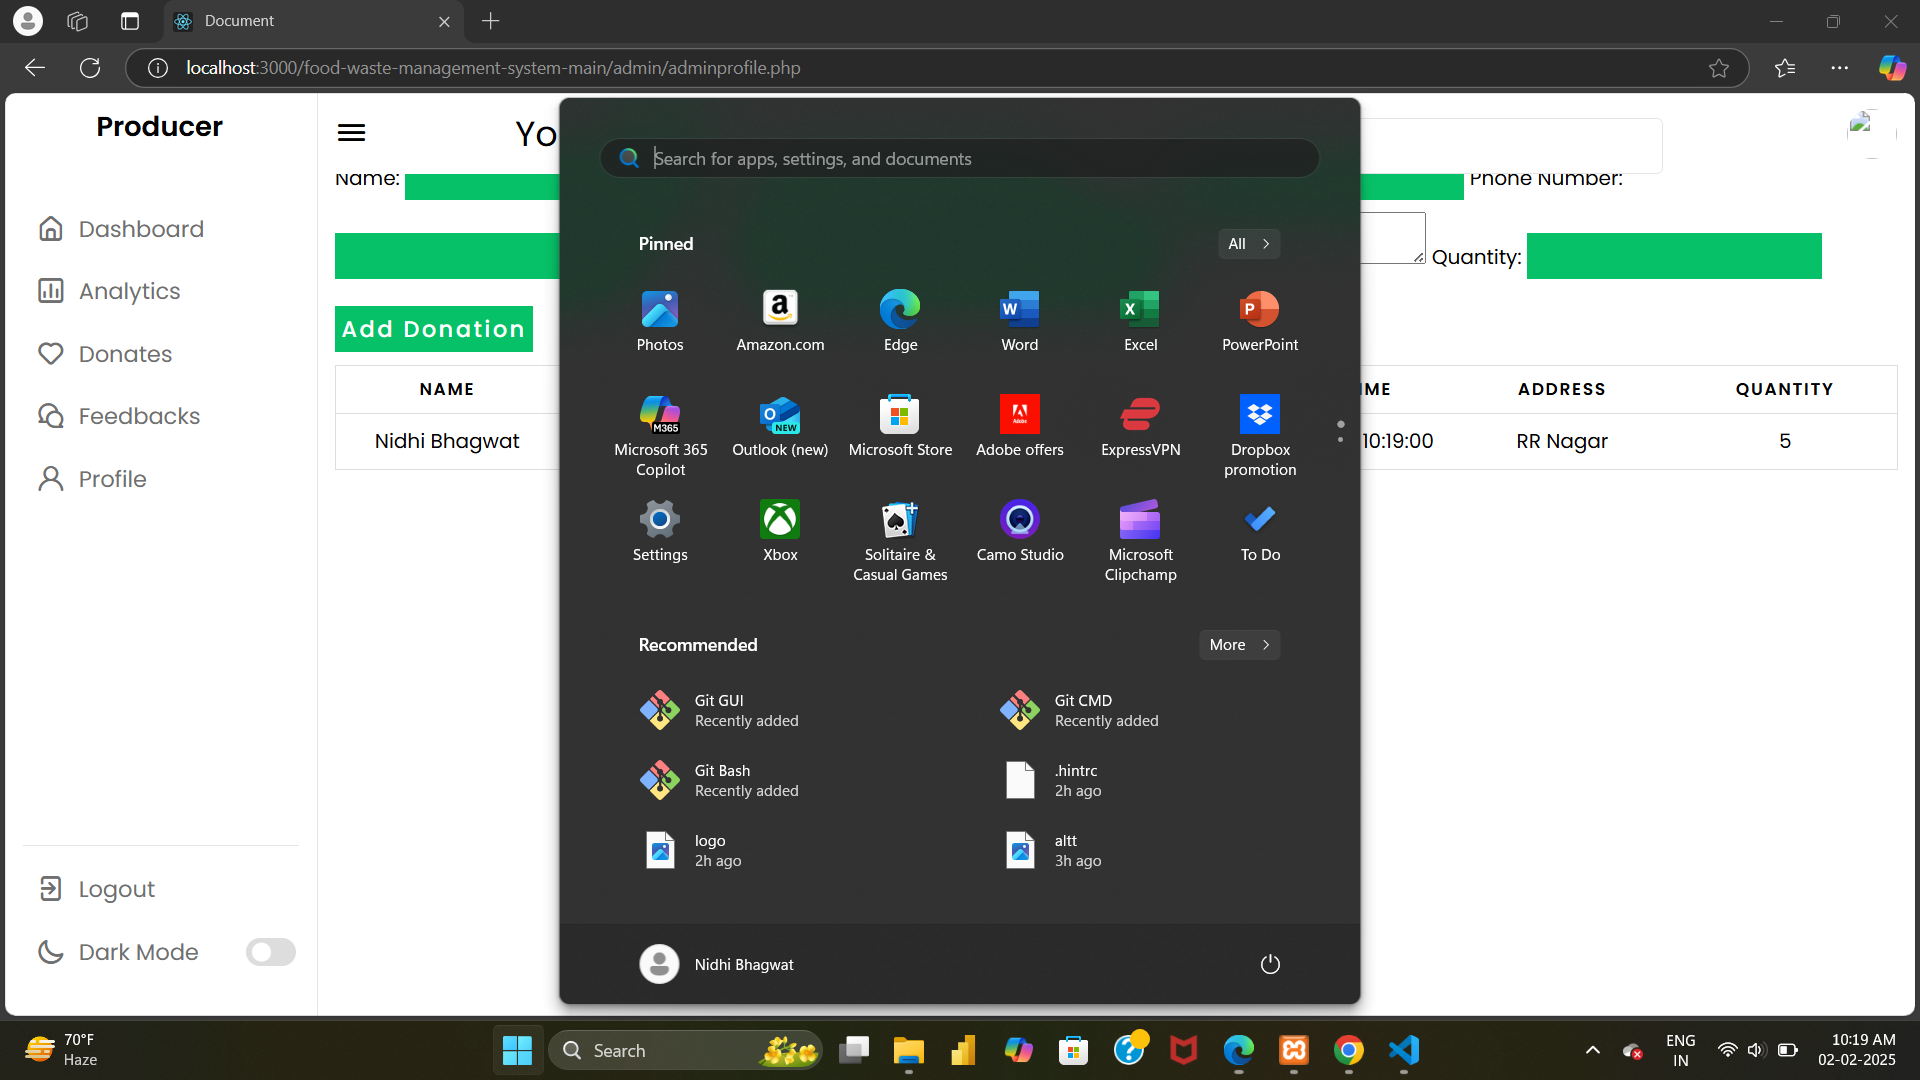 Document
localhost:3000/food-waste-management-system-main/admin/adminprofile.php
Producer
Yo
Name:
Phone Number:
Quantity:
Add Donation
NAME
IME
ADDRESS
QUANTITY
Nidhi Bhagwat
10:19:00
RR Nagar
5
Dashboard
Analytics
Donates
Feedbacks
Profile
Logout
Dark Mode
Search for apps, settings, and documents
Pinned
All
Photos
Amazon.com
Edge
Word
Excel
PowerPoint
M365
NEW
Microsoft 365
Copilot
Outlook (new)
Microsoft Store
Adobe
Adobe offers
ExpressVPN
Dropbox
promotion
Settings
Xbox
Solitaire &
Casual Games
Camo Studio
Microsoft
Clipchamp
To Do
Recommended
More
Git GUI
Recently added
Git CMD
Recently added
Git Bash
Recently added
.hintrc
2h ago
logo
2h ago
altt
3h ago
Nidhi Bhagwat
70°F
Haze
Search
ENG
IN
10:19 AM
02-02-2025